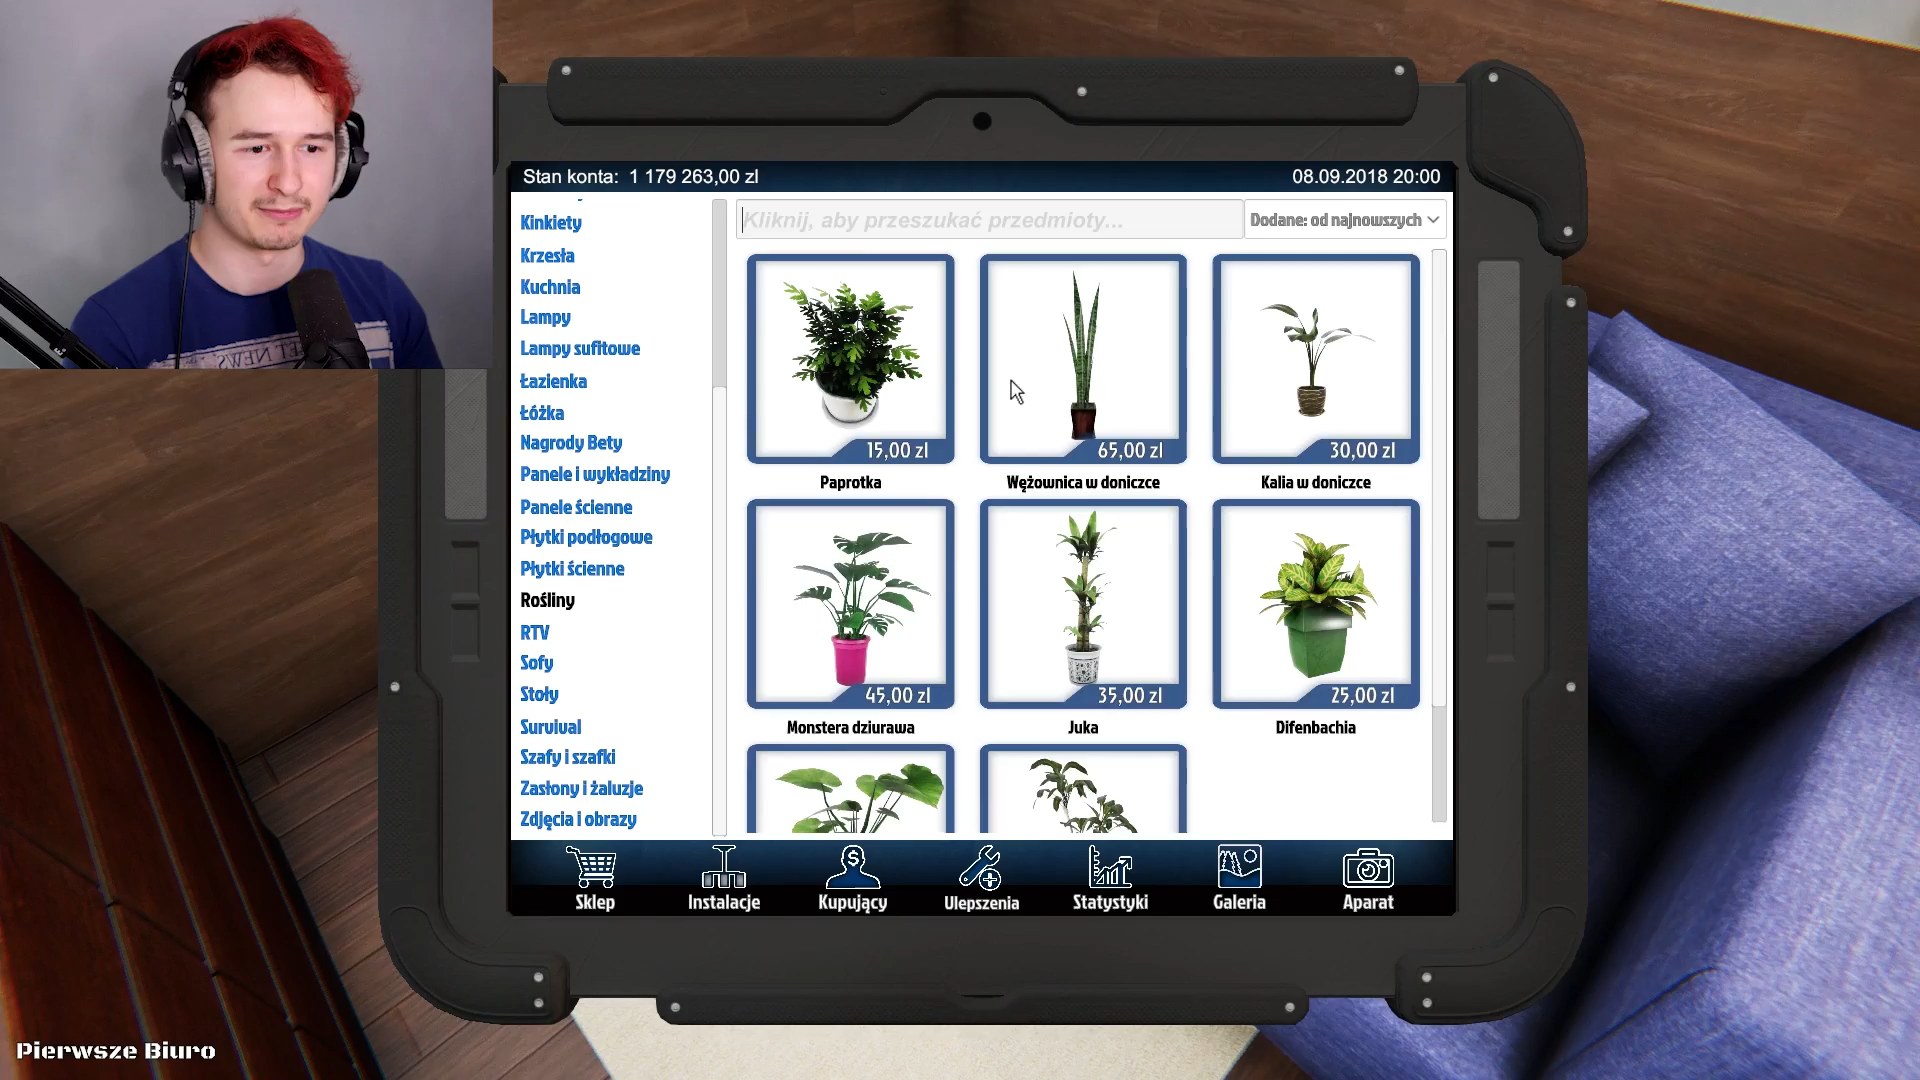 Stan konta: 1 179 263,00 zl
08.09.2018 20:00
Kinkiety
Krzesła
Kuchnia
Lampy
Lampy sufitowe
Łazienka
Łóżka
Nagrody Bety
Panele i wykładziny
Panele ścienne
Płytki podłogowe
Płytki ścienne
Rośliny
RTV
Sofy
Stoły
Survival
Szafy i szafki
Zasłony i żaluzje
Zdjęcia i obrazy
Kliknij, aby przeszukać przedmioty...
Dodane: od najnowszych
15,00 zl
65,00 zl
30,00 zl
Paprotka
Wężownica w doniczce
Kalia w doniczce
45,00 zl
35,00 zl
25,00 zl
Monstera dziurawa
Juka
Difenbachia
Sklep
Instalacje
Kupujący
Ulepszenia
Statystyki
Galeria
Aparat
Pierwsze Biuro